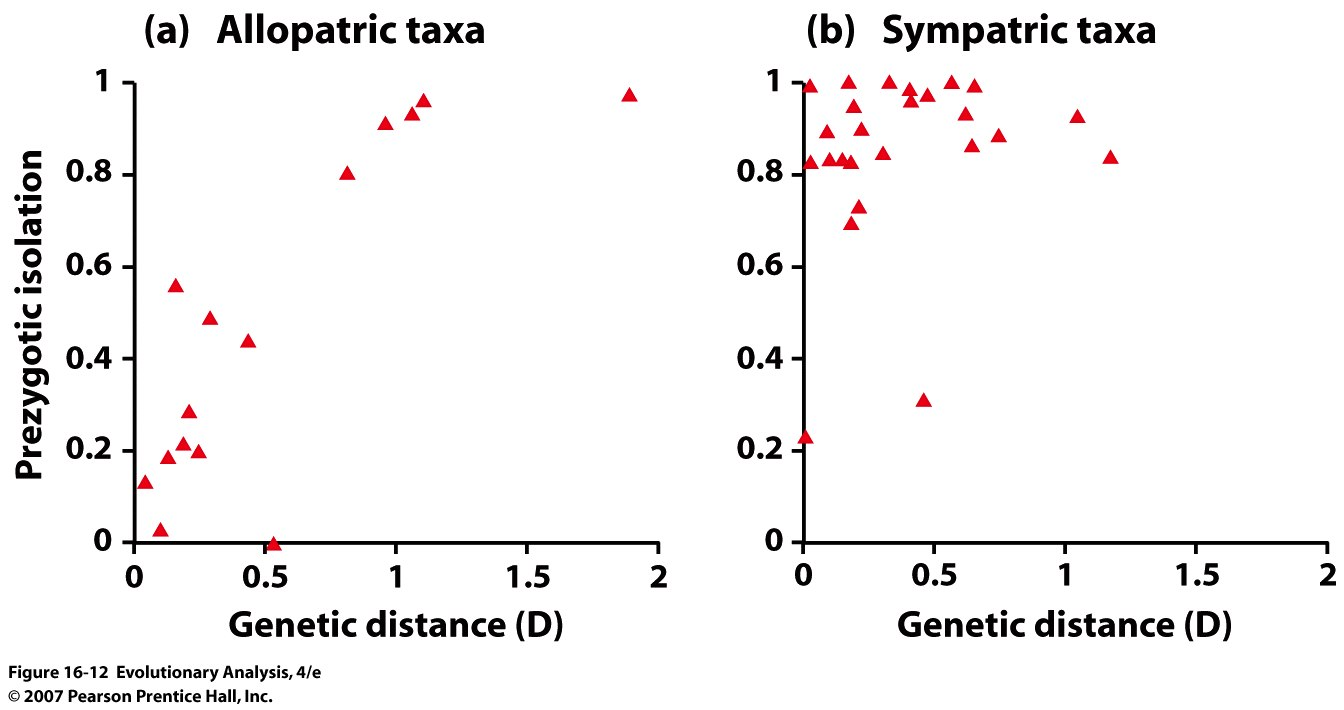 (a) Allopatric taxa
Prezygotic isolation
1
0.8
0.6
0.4
0.2
0
0 0.5 1 1.5 2
Genetic distance (D)
(b) Sympatric taxa
1
0.8
0.6
0.4
0.2
0
0 0.5 1 1.5 2
Genetic distance (D)
Figure 16-12 Evolutionary Analysis, 4/e
© 2007 Pearson Prentice Hall, Inc.